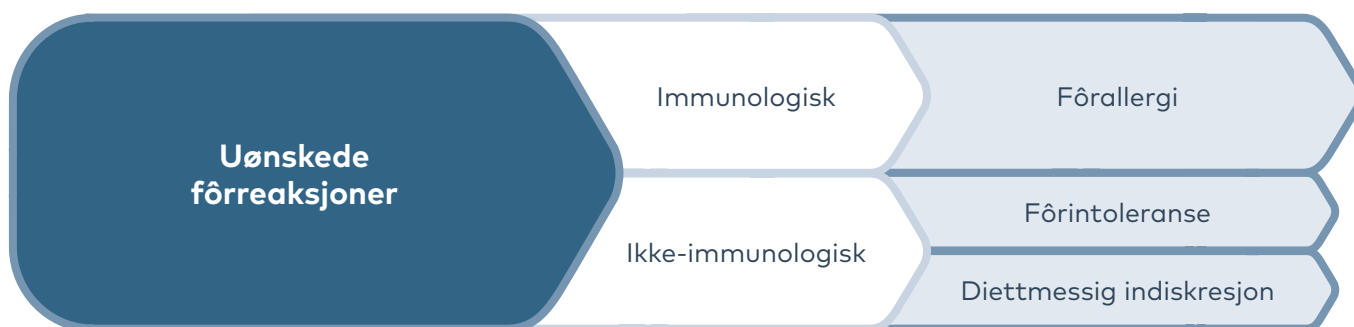 Uønskede
fôrreaksjoner
Immunologisk
Fôrallergi
Ikke-immunologisk
Fôrintoleranse
Diettmessig indiskresjon